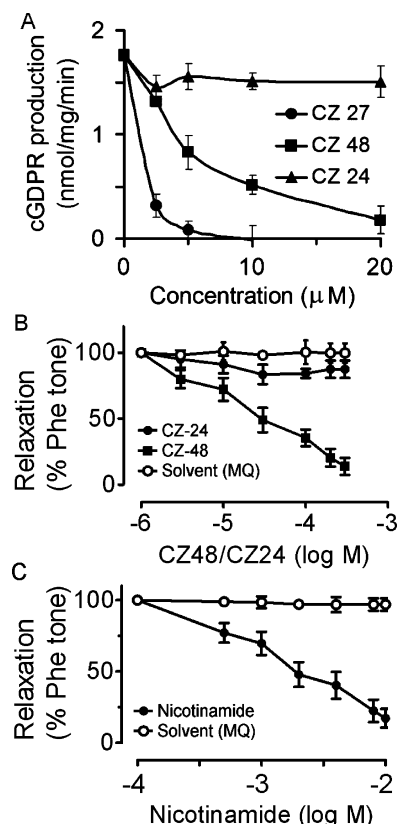 A
cGDPR production
(nmol/mg/min)
2
1
0
CZ 27
CZ 48
CZ 24
0 10 20
Concentration (μM)
B
Relaxation
(% Phe tone)
100
50
0
CZ-24
CZ-48
Solvent (MQ)
-6 -5 -4 -3
CZ48/CZ24 (log M)
C
Relaxation
(% Phe tone)
100
50
0
Nicotinamide
Solvent (MQ)
-4 -3 -2
Nicotinamide (log M)